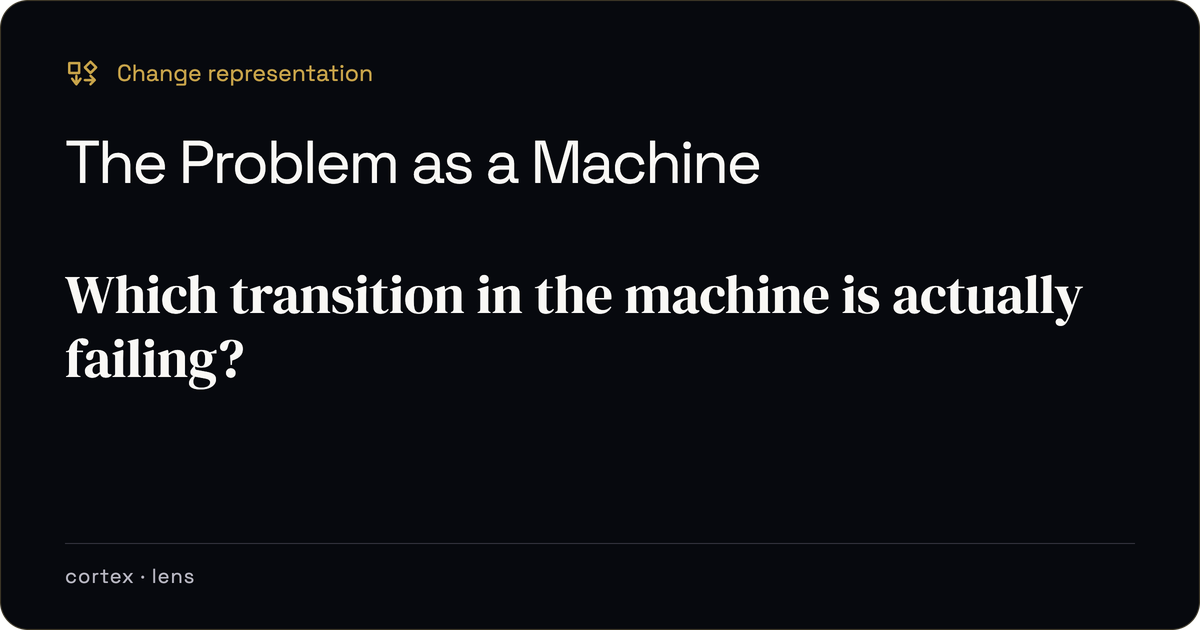 Change representation
The Problem as a Machine
Which transition in the machine is actually
failing?
cortex · lens